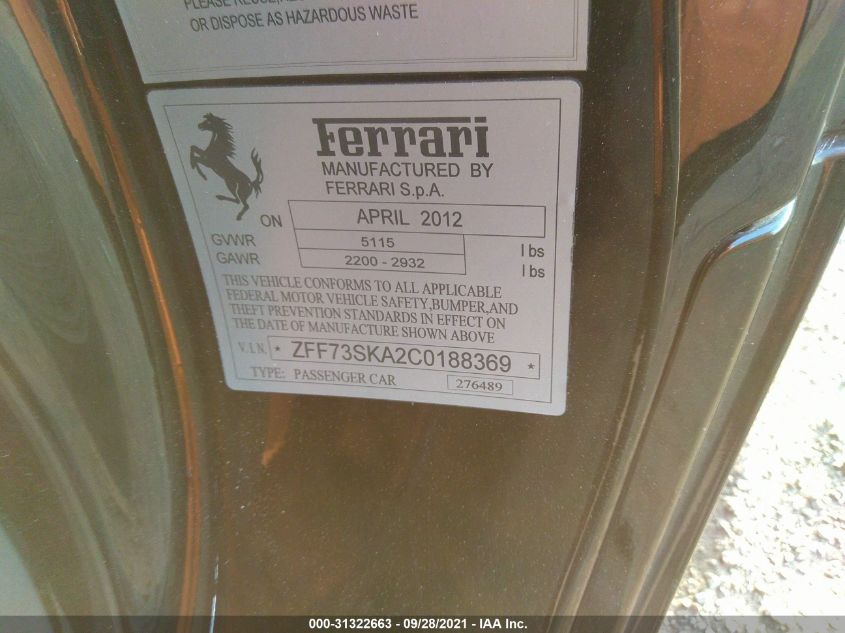 PLEASE REUSE,
OR DISPOSE AS HAZARDOUS WASTE
Ferrari
MANUFACTURED BY
FERRARI S.p.A.
ON APRIL 2012
GVWR 5115 lbs
GAWR 2200 - 2932 lbs
THIS VEHICLE CONFORMS TO ALL APPLICABLE
FEDERAL MOTOR VEHICLE SAFETY,BUMPER,AND
THEFT PREVENTION STANDARDS IN EFFECT ON
THE DATE OF MANUFACTURE SHOWN ABOVE
V.I.N. * ZFF73SKA2C0188369 *
TYPE: PASSENGER CAR 276489
000-31322663 - 09/28/2021 - IAA Inc.